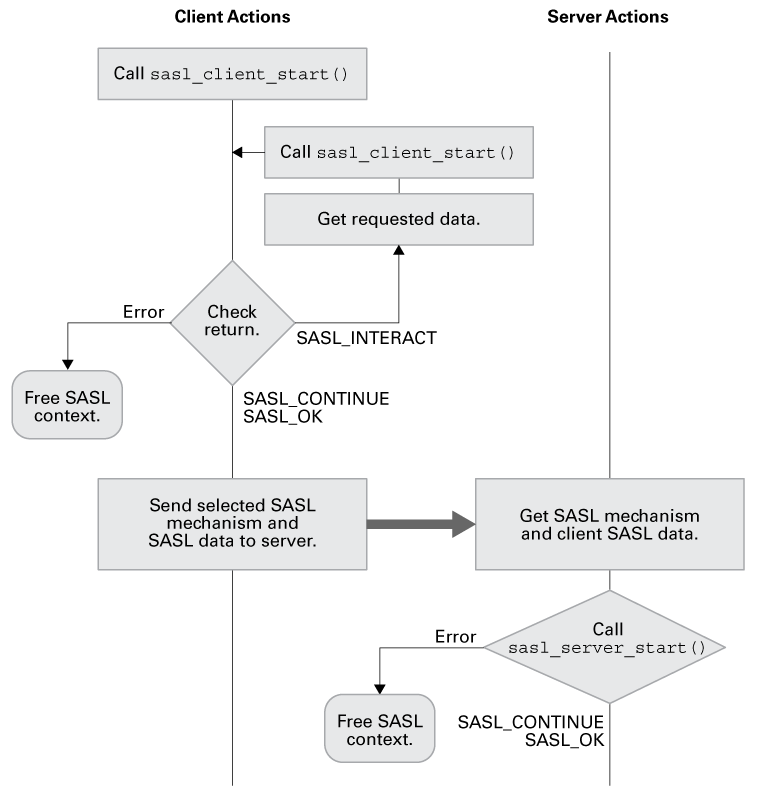 Client Actions
Server Actions
Call sasl_client_start()
Call sasl_client_start()
Get requested data.
Check
return.
Error
SASL_INTERACT
Free SASL
context.
SASL_CONTINUE
SASL_OK
Send selected SASL
mechanism and
SASL data to server.
Get SASL mechanism
and client SASL data.
Call
sasl_server_start()
Error
Free SASL
context.
SASL_CONTINUE
SASL_OK